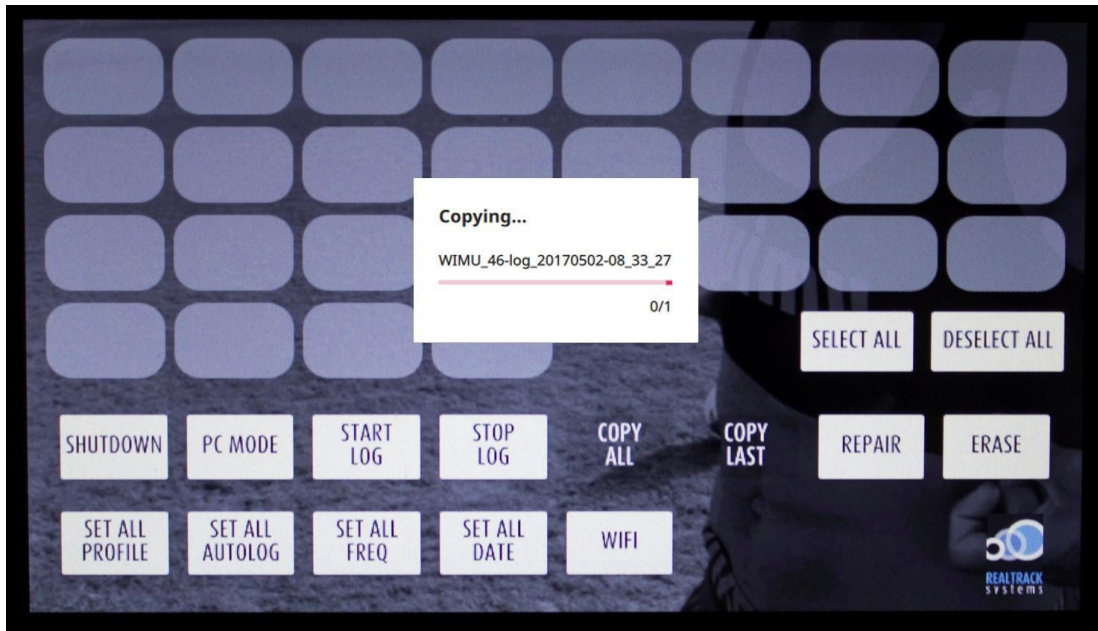 Copying...
WIMU_46-log_20170502-08_33_27
0/1
SELECT ALL
DESELECT ALL
SHUTDOWN
PC MODE
START
LOG
STOP
LOG
COPY
ALL
COPY
LAST
REPAIR
ERASE
SET ALL
PROFILE
SET ALL
AUTOLOG
SET ALL
FREQ
SET ALL
DATE
WIFI
REALTRACK
systems